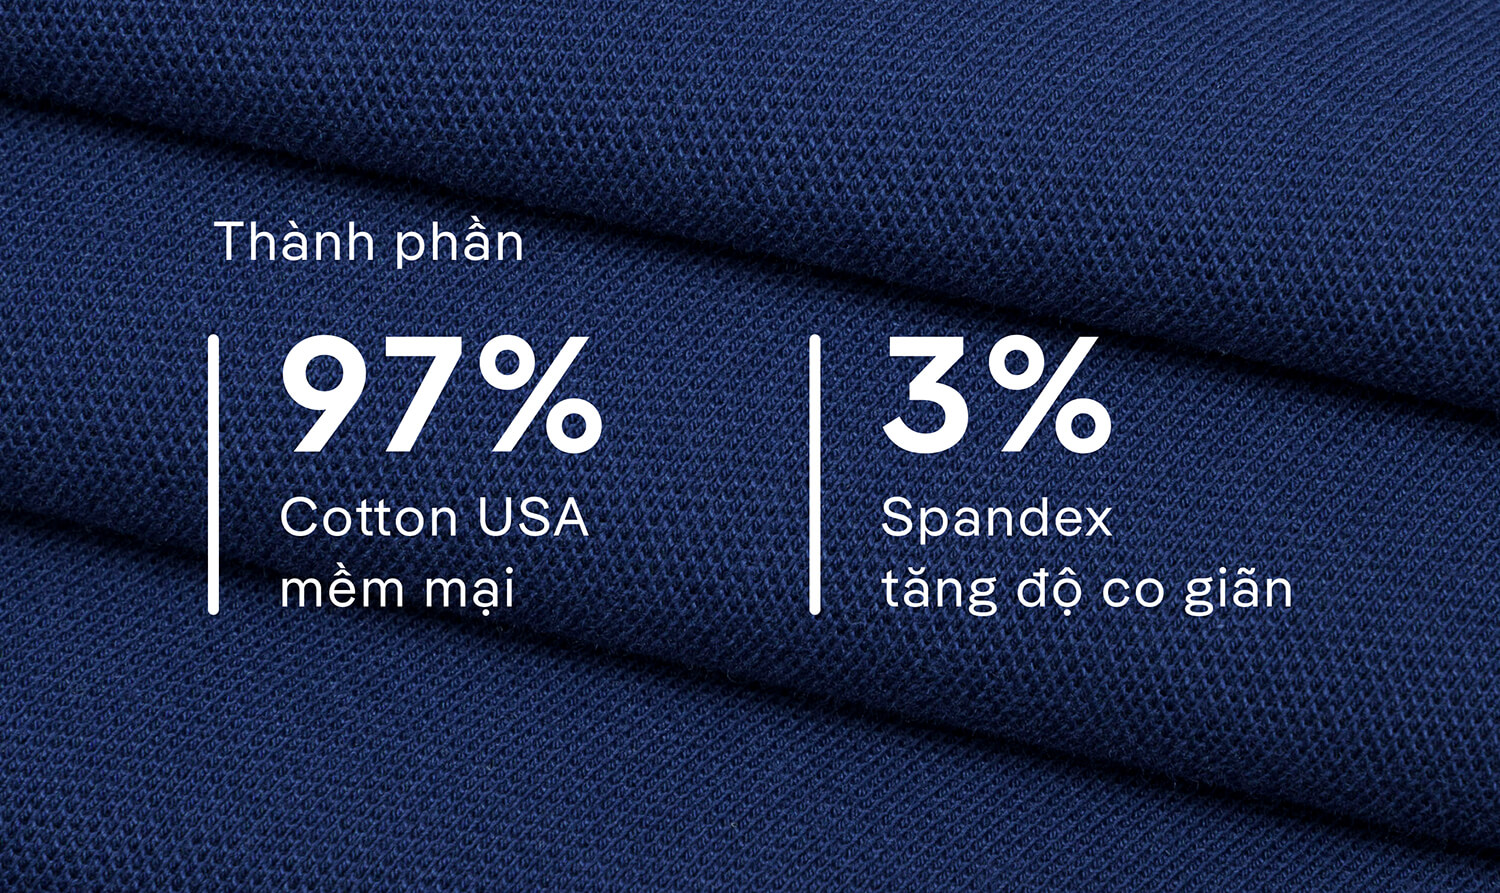 Thành phần
97%
Cotton USA
mềm mại
3%
Spandex
tăng độ co giãn